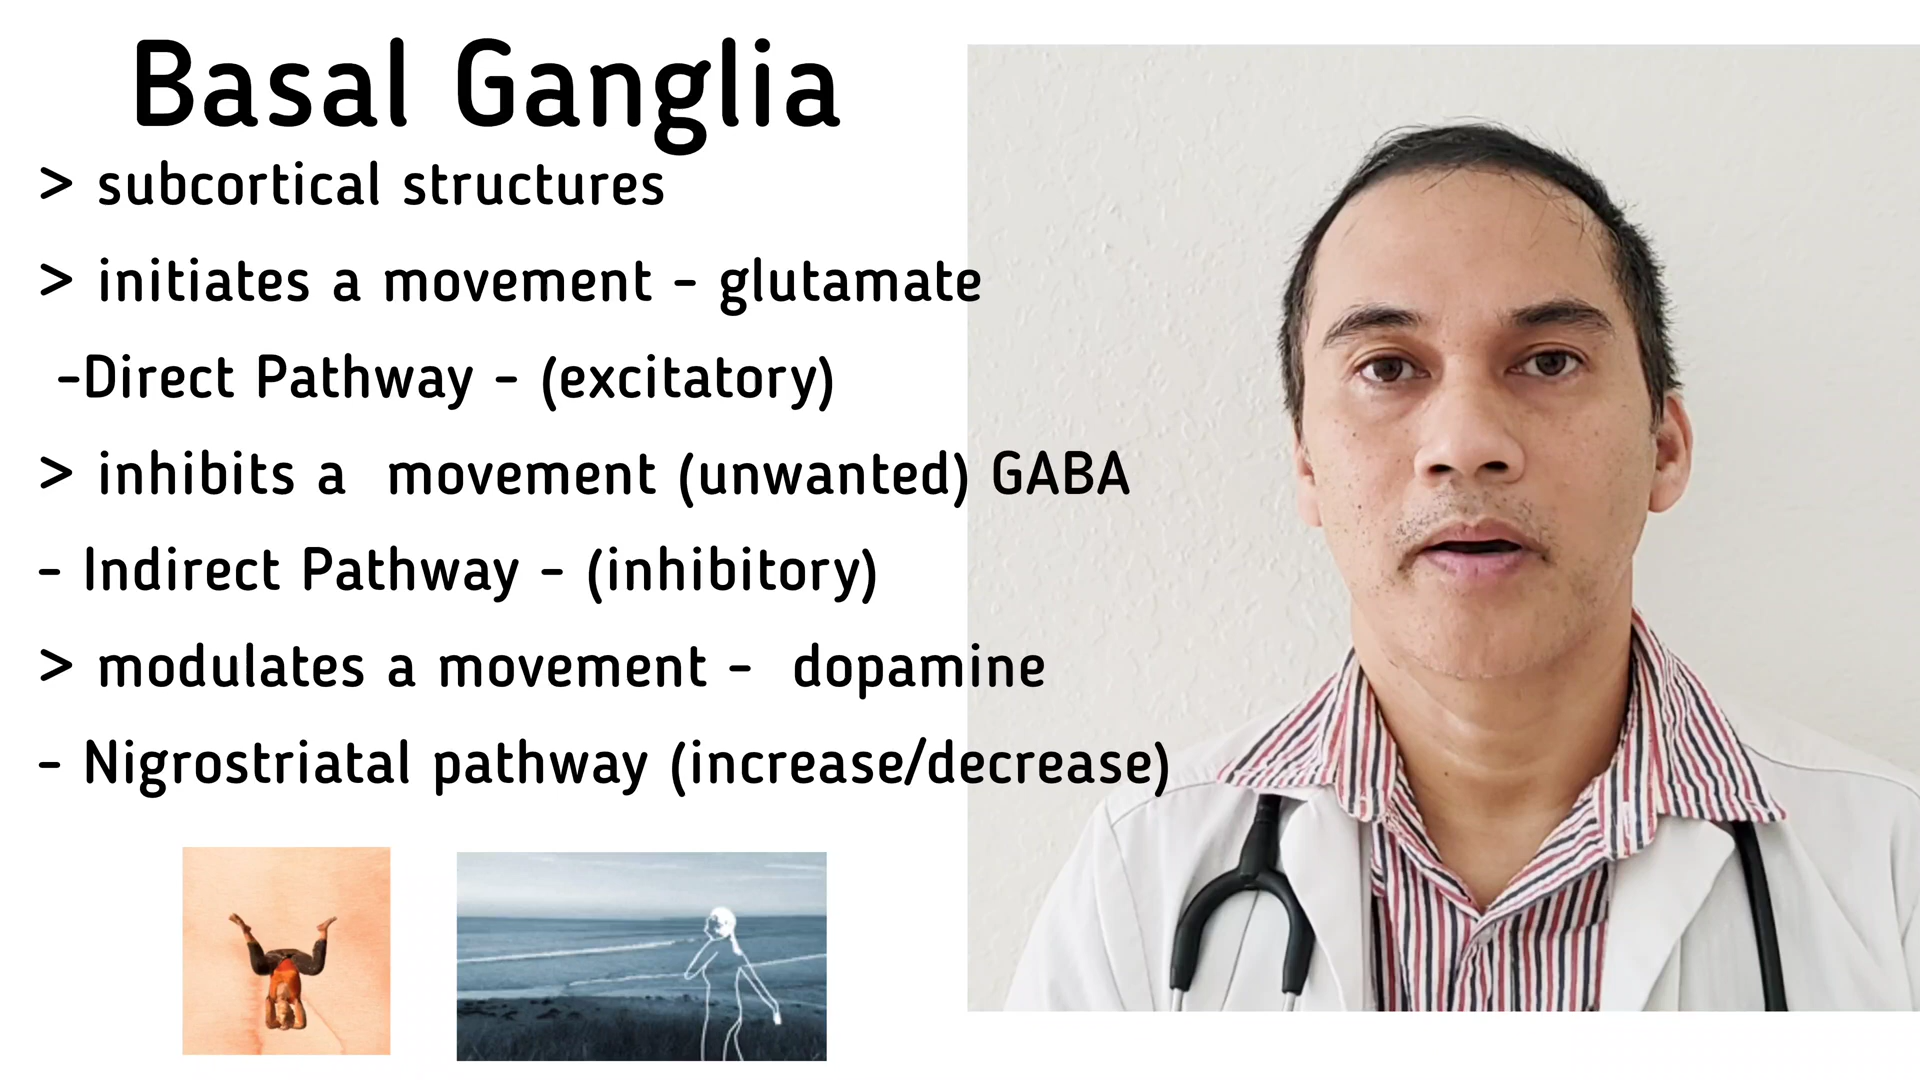 Basal Ganglia
> subcortical structures
> initiates a movement - glutamate
-Direct Pathway - (excitatory)
> inhibits a movement (unwanted) GABA
- Indirect Pathway - (inhibitory)
> modulates a movement - dopamine
- Nigrostriatal pathway (increase/decrease)